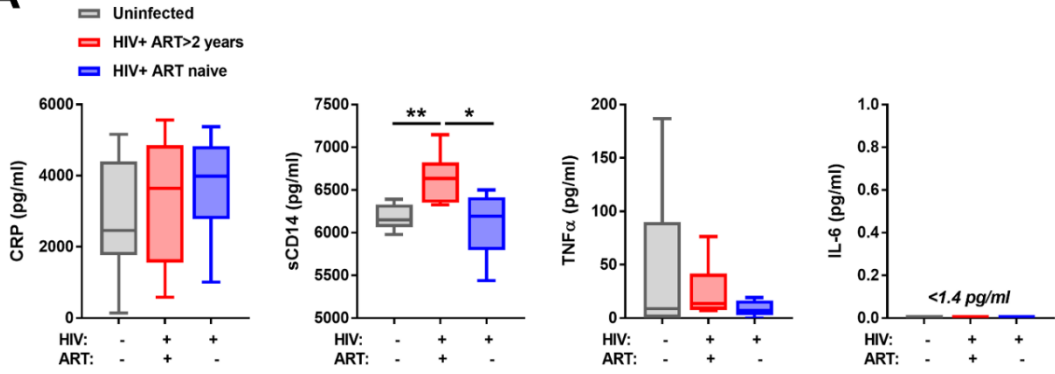 A
Uninfected
HIV+ ART>2 years
HIV+ ART naive
CRP (pg/ml)
6000
4000
2000
0
HIV: - + +
ART: - + -
sCD14 (pg/ml)
7500
7000
6500
6000
5500
5000
** *
- + +
- + -
TNFα (pg/ml)
200
150
100
50
0
HIV: - + +
ART: - + -
IL-6 (pg/ml)
1.0
0.8
0.6
0.4
0.2
0.0
<1.4 pg/ml
HIV: - + +
ART: - + -